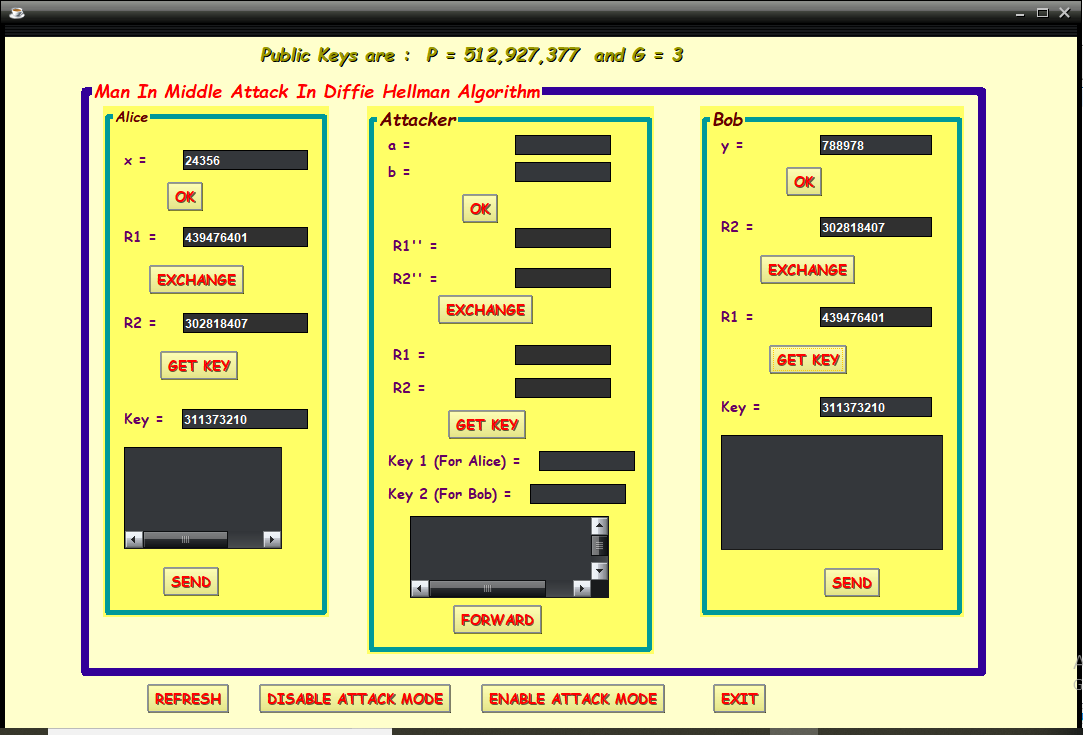 Public Keys are : P = 512,927,377 and G = 3
Man In Middle Attack In Diffie Hellman Algorithm
Alice
x =
24356
OK
R1 =
439476401
EXCHANGE
R2 =
302818407
GET KEY
Key =
311373210
SEND
Attacker
a =
b =
OK
R1'' =
R2'' =
EXCHANGE
R1 =
R2 =
GET KEY
Key 1 (For Alice) =
Key 2 (For Bob) =
FORWARD
Bob
y =
788978
OK
R2 =
302818407
EXCHANGE
R1 =
439476401
GET KEY
Key =
311373210
SEND
REFRESH
DISABLE ATTACK MODE
ENABLE ATTACK MODE
EXIT